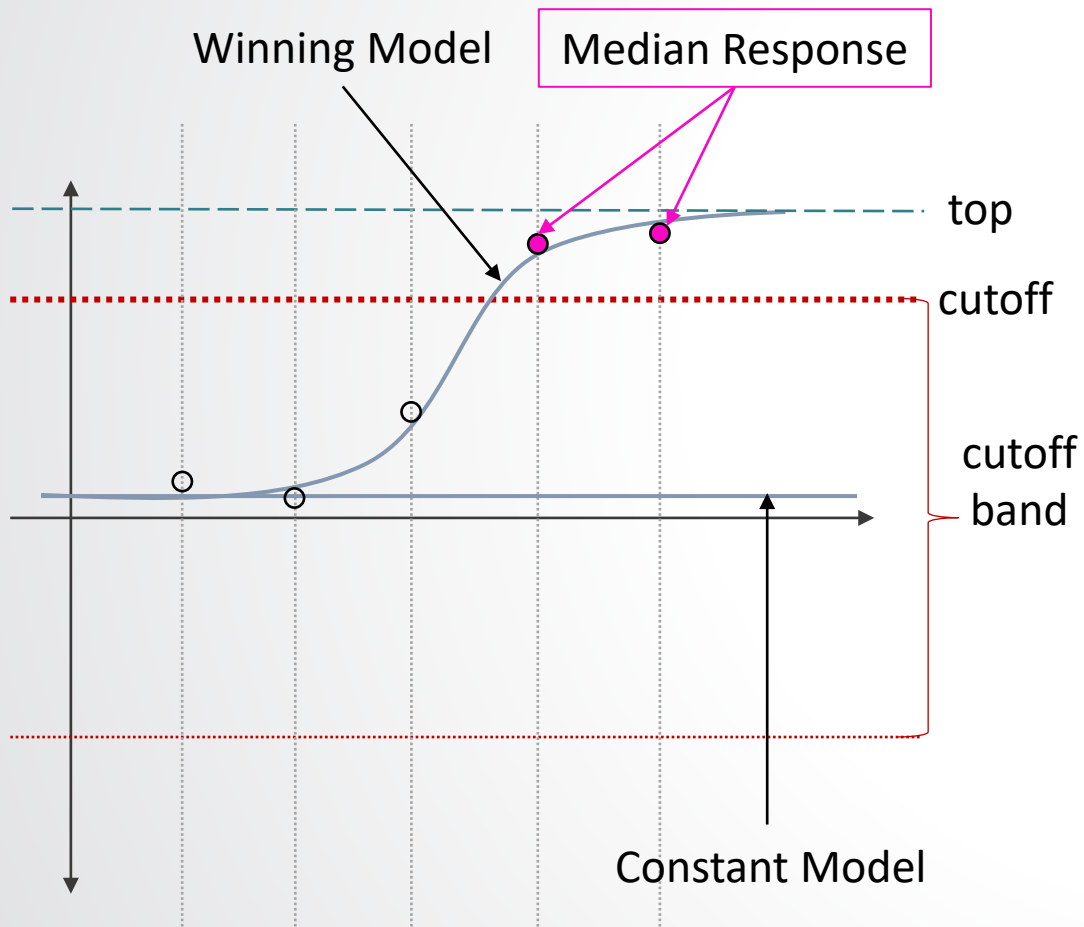 Winning Model
Median Response
top
cutoff
cutoff
band
Constant Model